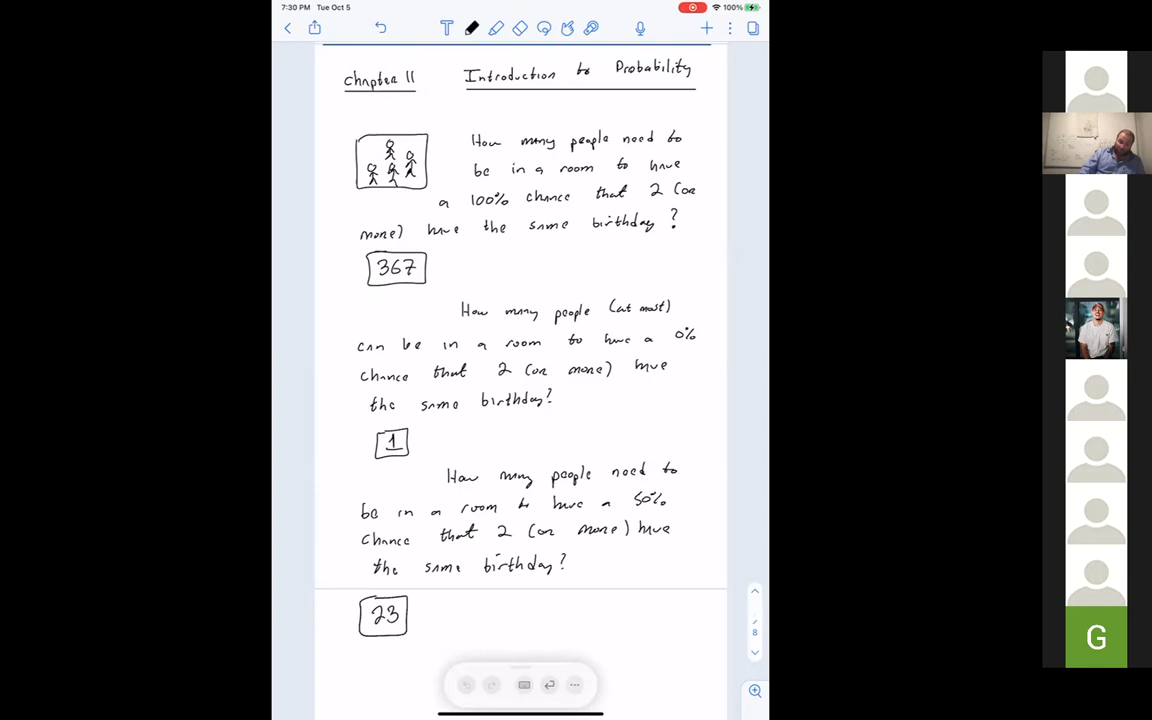 7:30 PM Tue Oct 5
100%
T
Chapter 11 Introduction to Probability
How many people need to
be in a room to have
a 100% chance that 2 (or
more) have the same birthday?
367
How many people (at most)
can be in a room to have a 0%
chance that 2 (or more) have
the same birthday?
1
How many people need to
be in a room to have a 50%
chance that 2 (or more) have
the same birthday?
23
/
8
G